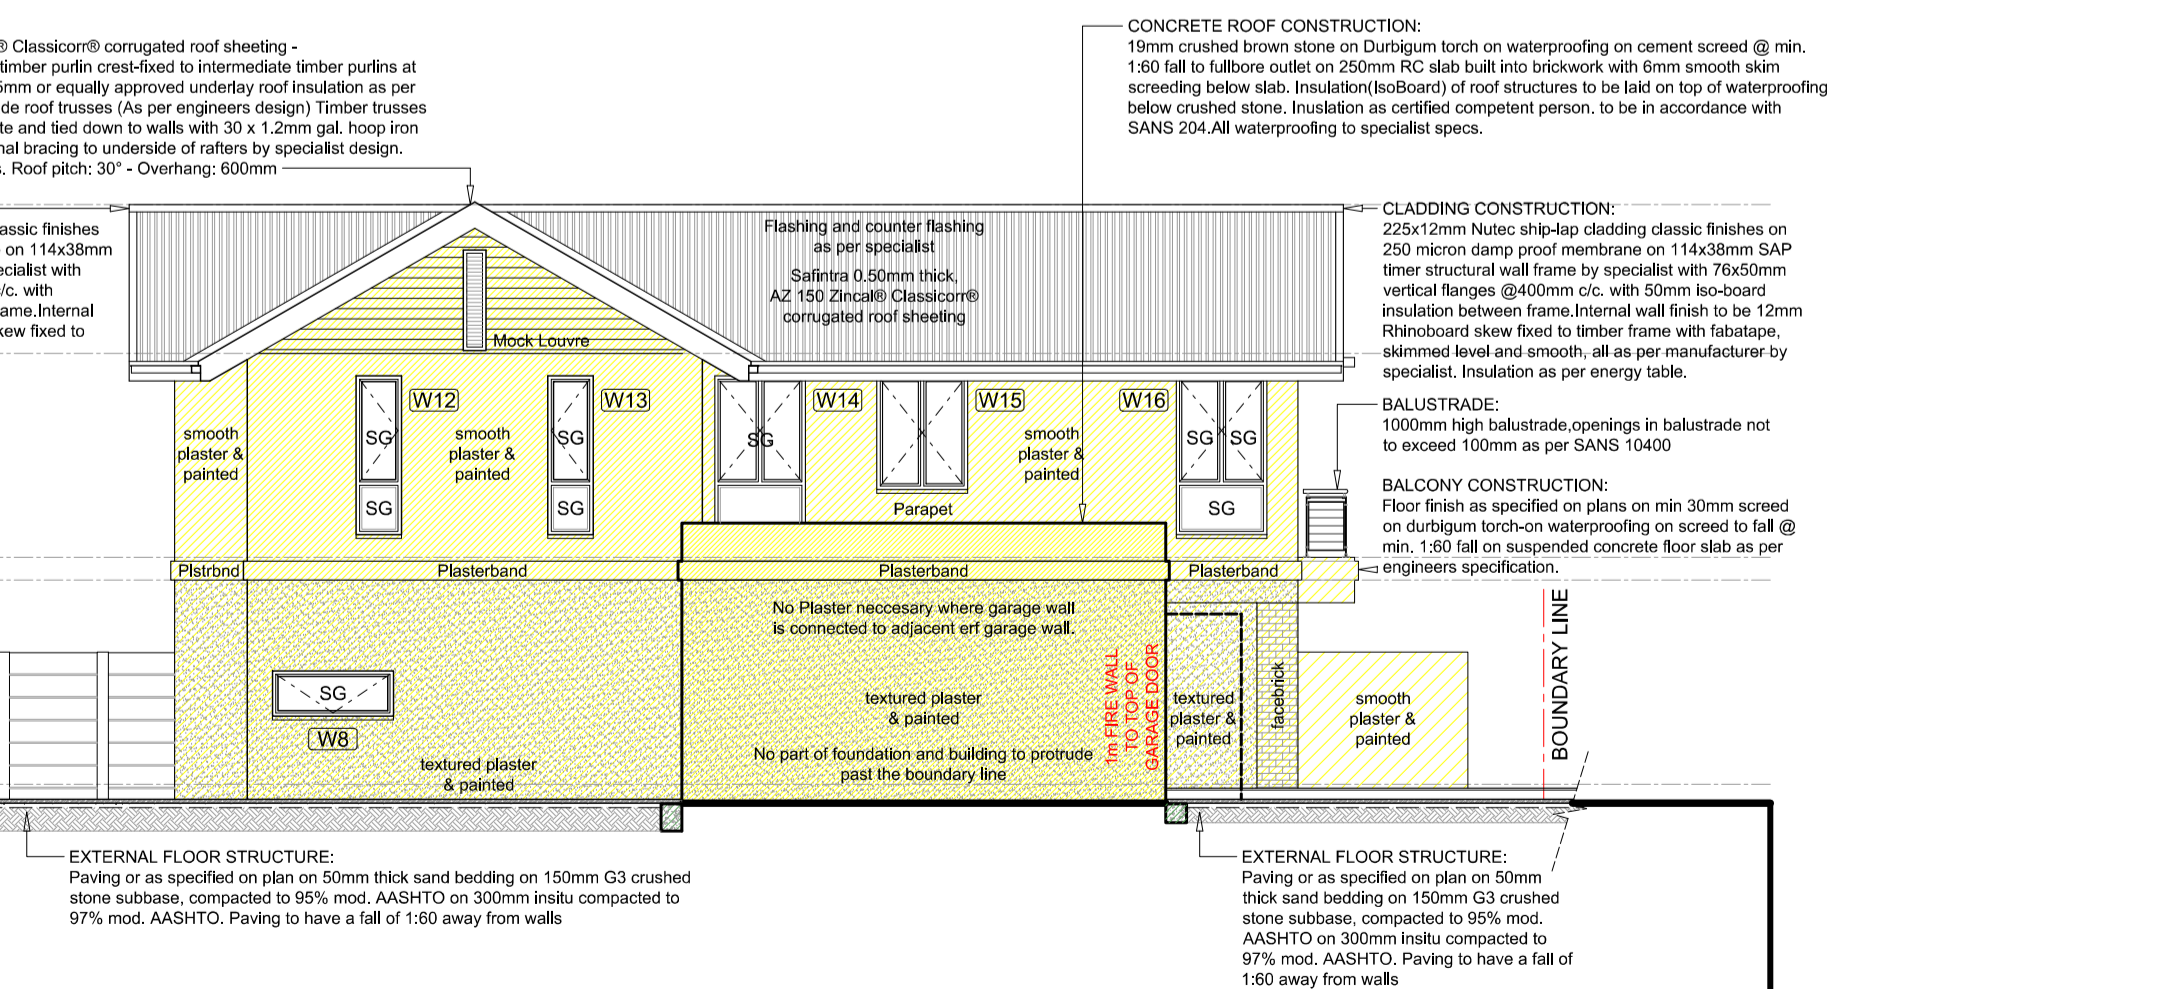 ® Classicorr® corrugated roof sheeting -
timber purlin crest-fixed to intermediate timber purlins at
5mm or equally approved underlay roof insulation as per
de roof trusses (As per engineers design) Timber trusses
te and tied down to walls with 30 x 1.2mm gal. hoop iron
nal bracing to underside of rafters by specialist design.
s. Roof pitch: 30° - Overhang: 600mm
CONCRETE ROOF CONSTRUCTION:
19mm crushed brown stone on Durbigum torch on waterproofing on cement screed @ min.
1:60 fall to fullbore outlet on 250mm RC slab built into brickwork with 6mm smooth skim
screeding below slab. Insulation(IsoBoard) of roof structures to be laid on top of waterproofing
below crushed stone. Inuslation as certified competent person. to be in accordance with
SANS 204.All waterproofing to specialist specs.
assic finishes
on 114x38mm
ecialist with
c/c. with
rame.Internal
kew fixed to
Flashing and counter flashing
as per specialist
Safintra 0.50mm thick,
AZ 150 Zincal® Classicorr®
corrugated roof sheeting
CLADDING CONSTRUCTION:
225x12mm Nutec ship-lap cladding classic finishes on
250 micron damp proof membrane on 114x38mm SAP
timer structural wall frame by specialist with 76x50mm
vertical flanges @400mm c/c. with 50mm iso-board
insulation between frame.Internal wall finish to be 12mm
Rhinoboard skew fixed to timber frame with fabatape,
skimmed level and smooth, all as per manufacturer by
specialist. Insulation as per energy table.
Mock Louvre
W12
W13
W14
W15
W16
BALUSTRADE:
1000mm high balustrade,openings in balustrade not
to exceed 100mm as per SANS 10400
smooth
plaster &
painted
SG
smooth
plaster &
painted
SG
SG
smooth
plaster &
painted
SG
SG
SG
SG
Parapet
SG
BALCONY CONSTRUCTION:
Floor finish as specified on plans on min 30mm screed
on durbigum torch-on waterproofing on screed to fall @
min. 1:60 fall on suspended concrete floor slab as per
engineers specification.
Plstrbnd
Plasterband
Plasterband
Plasterband
No Plaster neccesary where garage wall
is connected to adjacent erf garage wall.
SG
W8
textured plaster
& painted
textured plaster
& painted
No part of foundation and building to protrude
past the boundary line
1m FIRE WALL
TO TOP OF
GARAGE DOOR
textured
plaster &
painted
facebrick
smooth
plaster &
painted
BOUNDARY LINE
EXTERNAL FLOOR STRUCTURE:
Paving or as specified on plan on 50mm thick sand bedding on 150mm G3 crushed
stone subbase, compacted to 95% mod. AASHTO on 300mm insitu compacted to
97% mod. AASHTO. Paving to have a fall of 1:60 away from walls
EXTERNAL FLOOR STRUCTURE:
Paving or as specified on plan on 50mm
thick sand bedding on 150mm G3 crushed
stone subbase, compacted to 95% mod.
AASHTO on 300mm insitu compacted to
97% mod. AASHTO. Paving to have a fall of
1:60 away from walls